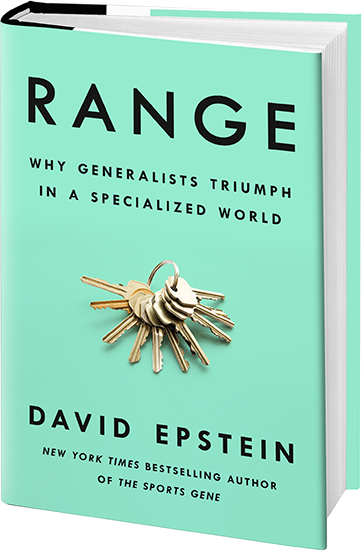 RANGE
WHY GENERALISTS TRIUMPH
IN A SPECIALIZED WORLD
DAVID EPSTEIN
NEW YORK TIMES BESTSELLING AUTHOR
OF THE SPORTS GENE